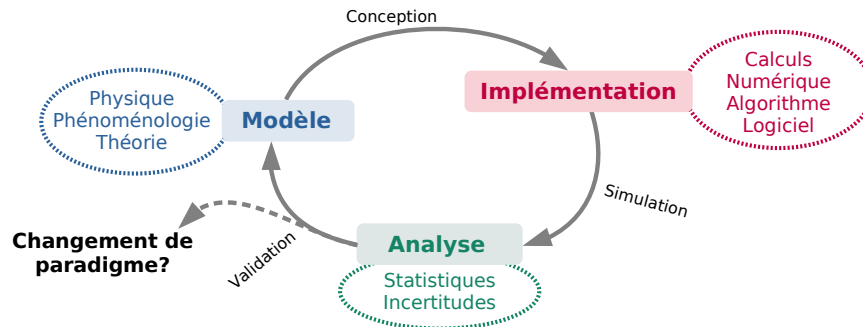 Conception
Physique
Phénoménologie
Théorie
Modèle
Implémentation
Calculs
Numérique
Algorithme
Logiciel
Simulation
Analyse
Statistiques
Incertitudes
Validation
Changement de
paradigme?